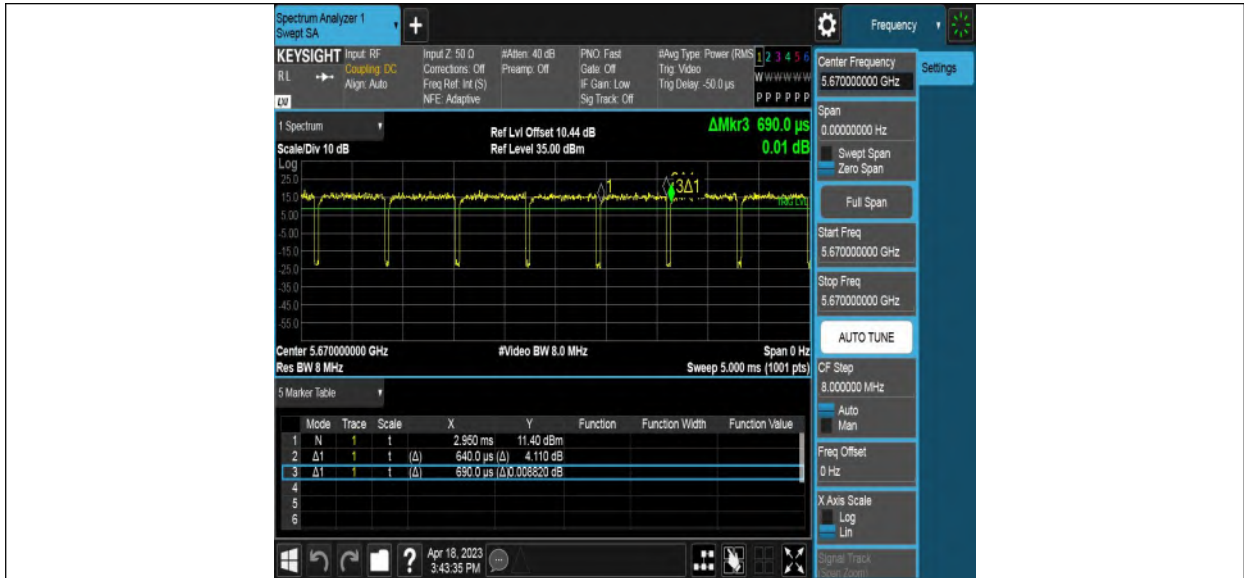 Spectrum Analyzer 1
Swept SA
Frequency
KEYSIGHT Input: RF Input Z: 50 Ω #Atten: 40 dB PNO: Fast #Avg Type: Power (RMS 1 2 3 4 5 6
R L Coupling: DC Corrections: Off Preamp: Off Gate: Off Trig: Video W W W W W W
Align: Auto Freq Ref: Int (S) IF Gain: Low Trig Delay: -50.0 µs
NFE: Adaptive Sig Track: Off P P P P P P
1 Spectrum
Scale/Div 10 dB
Ref Lvl Offset 10.44 dB
Ref Level 35.00 dBm
ΔMkr3 690.0 µs
0.01 dB
Log
25.0
15.0
5.00
-5.00
-15.0
-25.0
-35.0
-45.0
-55.0
1
3Δ1
TRIG LVL
Center 5.670000000 GHz #Video BW 8.0 MHz Span 0 Hz
Res BW 8 MHz Sweep 5.000 ms (1001 pts)
5 Marker Table
Mode Trace Scale X Y Function Function Width Function Value
1 N 1 t 2.950 ms 11.40 dBm
2 Δ1 1 t (Δ) 640.0 µs (Δ) 4.110 dB
3 Δ1 1 t (Δ) 690.0 µs (Δ)0.008820 dB
4
5
6
?
Apr 18, 2023
3:43:35 PM
Center Frequency
5.670000000 GHz
Settings
Span
0.00000000 Hz
Swept Span
Zero Span
Full Span
Start Freq
5.670000000 GHz
Stop Freq
5.670000000 GHz
AUTO TUNE
CF Step
8.000000 MHz
Auto
Man
Freq Offset
0 Hz
X Axis Scale
Log
Lin
Signal Track
(Span Zoom)